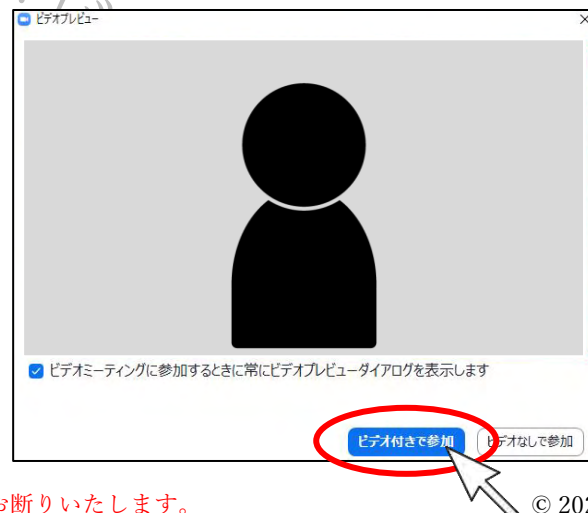 ビデオプレビュー
ビデオミーティングに参加するときに常にビデオプレビューダイアログを表示します
ビデオ付きで参加
ビデオなしで参加
お断りいたします。
© 202